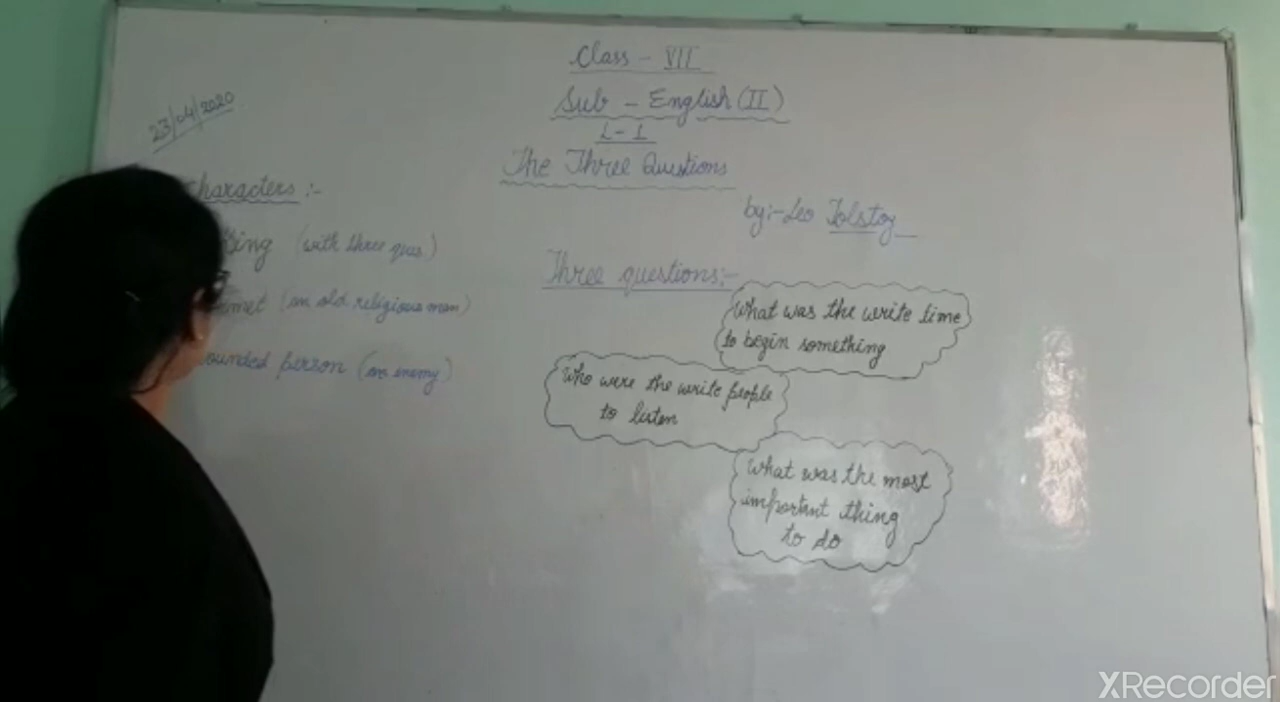 Class - VII
Sub - English (II)
L-1
The Three Questions
by:- Leo Tolstoy
23/04/2020
Characters :-
King (with three ques.)
(an old religious man)
wounded person (an enemy)
Three questions:-
What was the write time
to begin something
Who were the write people
to listen
What was the most
important thing
to do
XRecorder